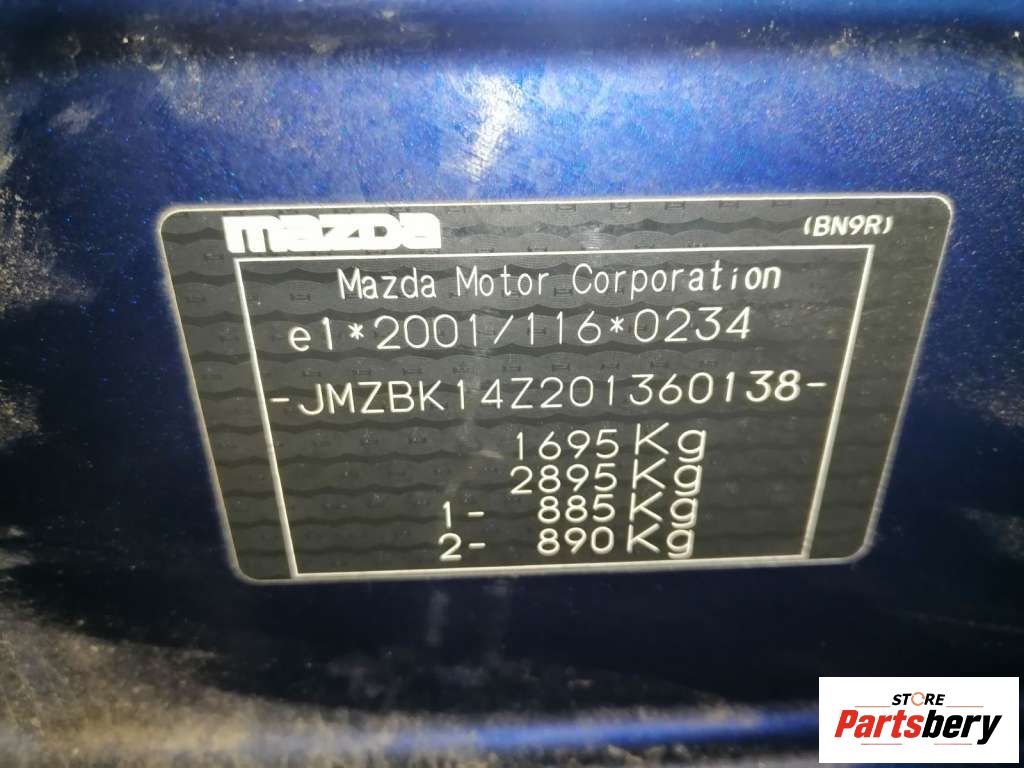 mazda (BN9R)
Mazda Motor Corporation
e1*2001/116*0234
-JMZBK14Z201360138-
1695 Kg
2895 Kg
1- 885 Kg
2- 890 Kg
STORE
Partsbery